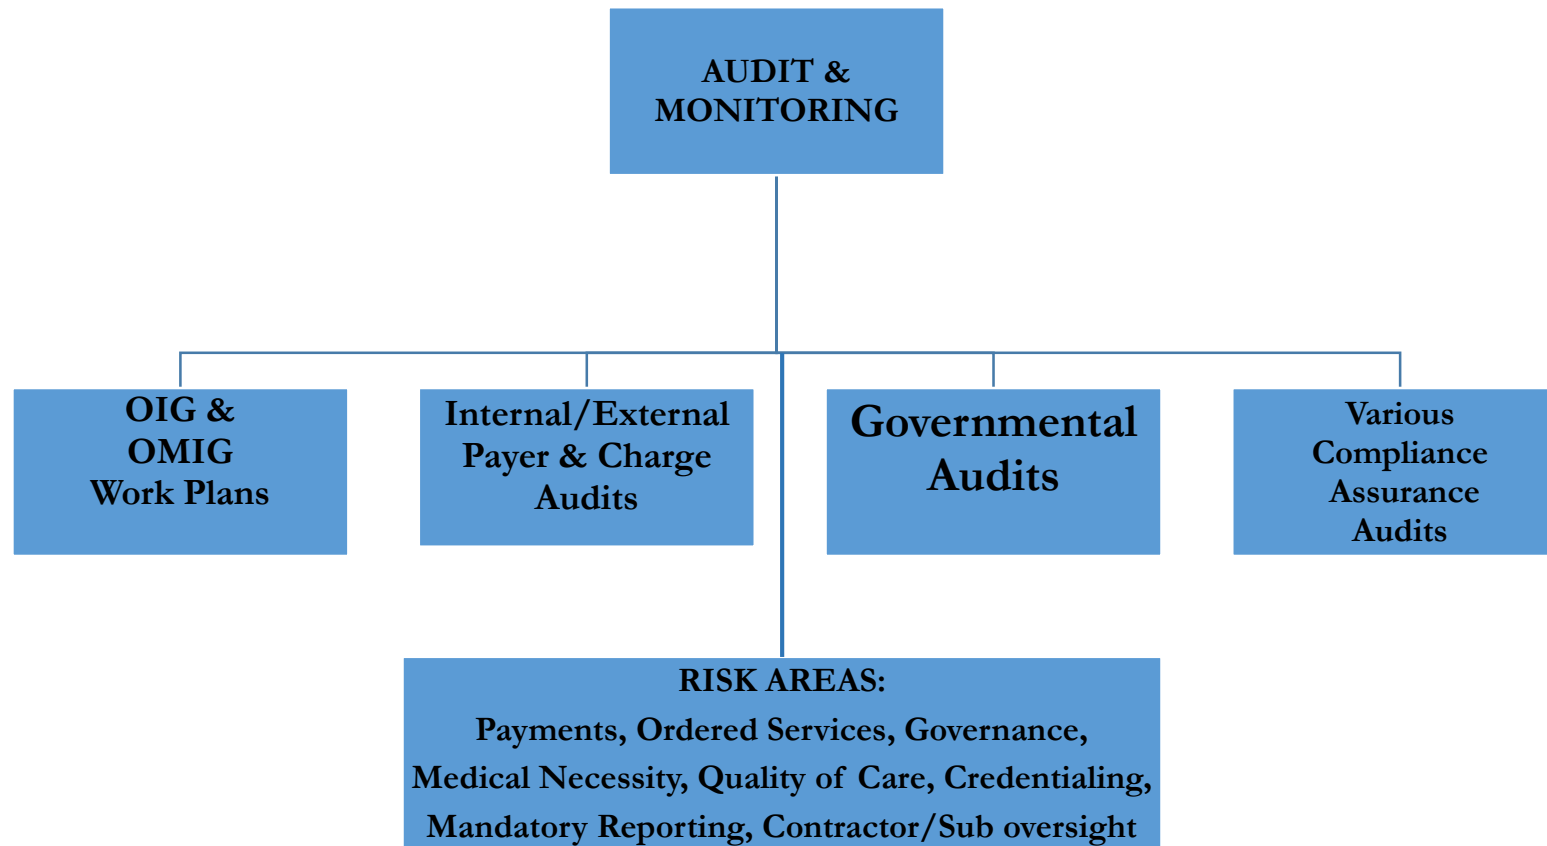 AUDIT &
MONITORING
OIG &
OMIG
Work Plans
Internal/External
Payer & Charge
Audits
Governmental
Audits
Various
Compliance
Assurance
Audits
RISK AREAS:
Payments, Ordered Services, Governance,
Medical Necessity, Quality of Care, Credentialing,
Mandatory Reporting, Contractor/Sub oversight